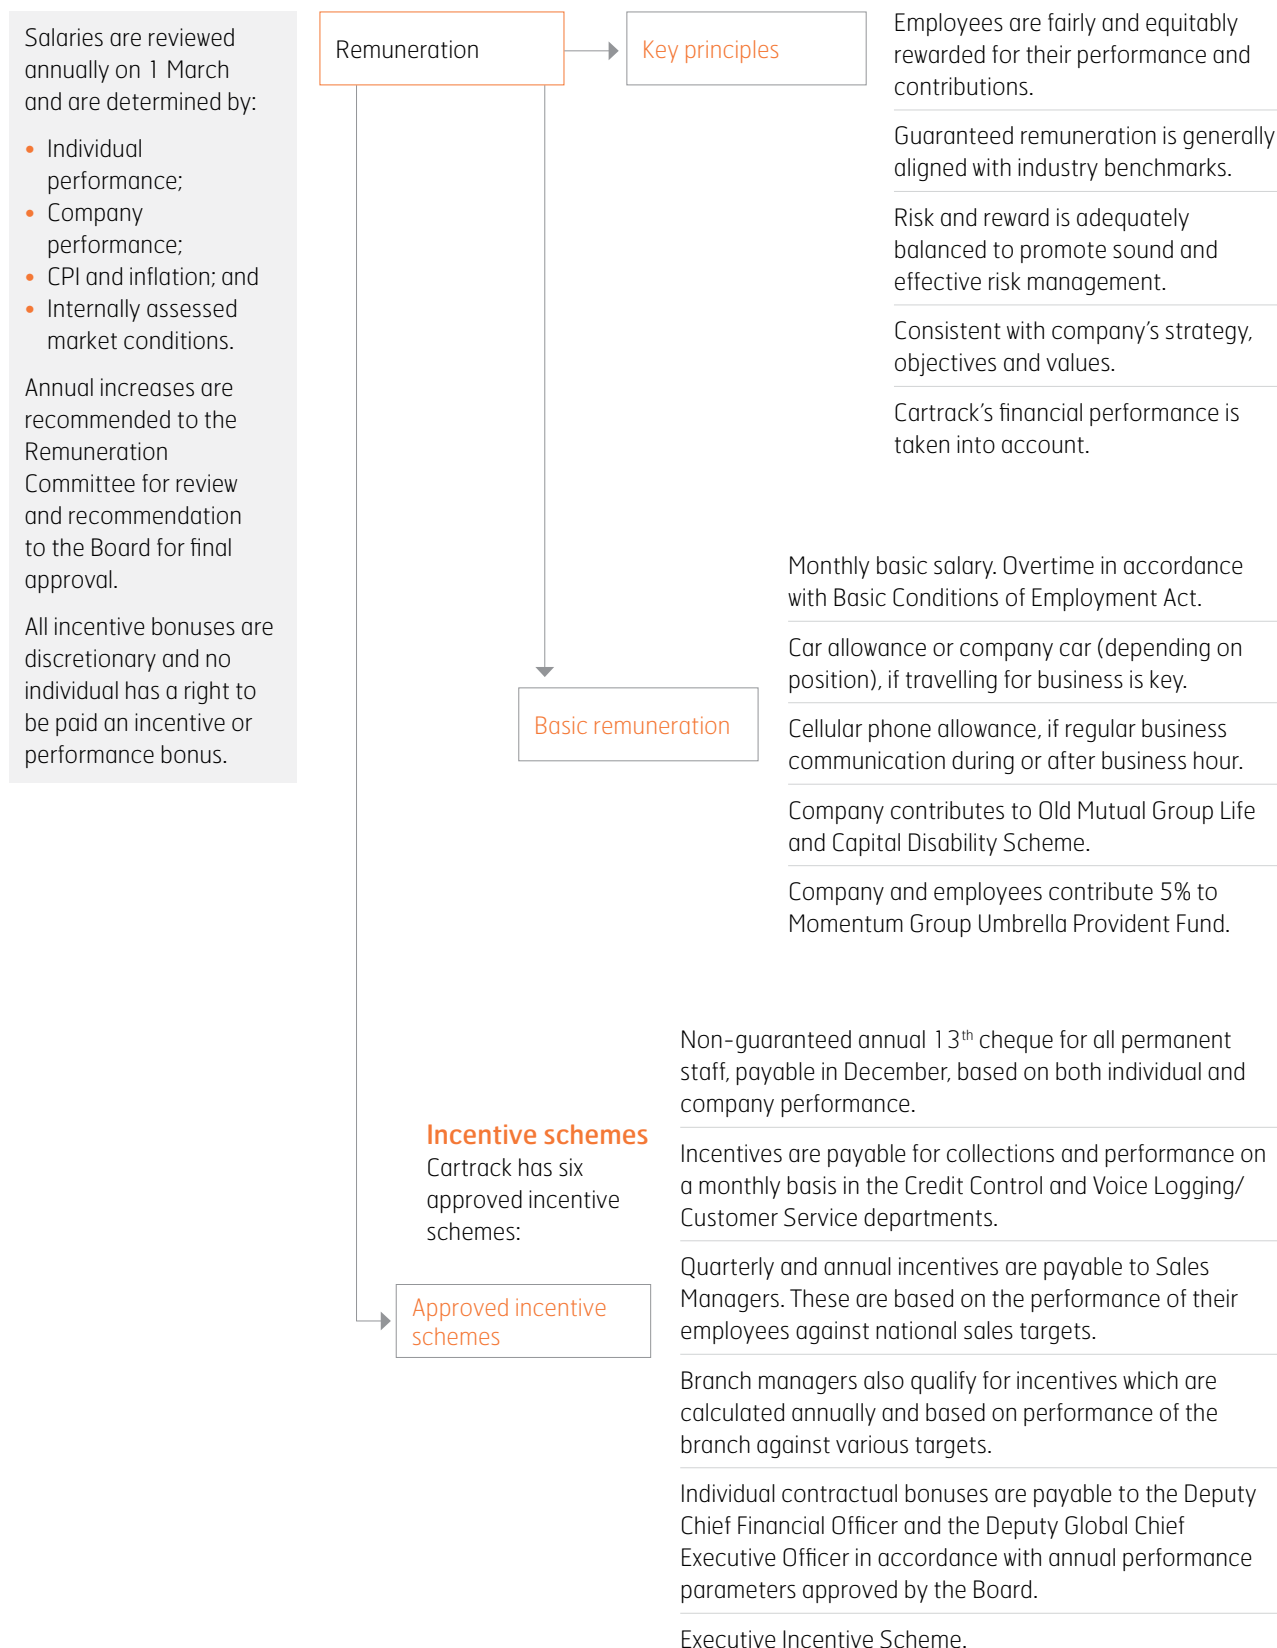 Salaries are reviewed
annually on 1 March
and are determined by:
• Individual
performance;
• Company
performance;
• CPI and inflation; and
• Internally assessed
market conditions.
Annual increases are
recommended to the
Remuneration
Committee for review
and recommendation
to the Board for final
approval.
All incentive bonuses are
discretionary and no
individual has a right to
be paid an incentive or
performance bonus.
Remuneration
Key principles
Employees are fairly and equitably
rewarded for their performance and
contributions.
Guaranteed remuneration is generally
aligned with industry benchmarks.
Risk and reward is adequately
balanced to promote sound and
effective risk management.
Consistent with company's strategy,
objectives and values.
Cartrack's financial performance is
taken into account.
Basic remuneration
Monthly basic salary. Overtime in accordance
with Basic Conditions of Employment Act.
Car allowance or company car (depending on
position), if travelling for business is key.
Cellular phone allowance, if regular business
communication during or after business hour.
Company contributes to Old Mutual Group Life
and Capital Disability Scheme.
Company and employees contribute 5% to
Momentum Group Umbrella Provident Fund.
Incentive schemes
Cartrack has six
approved incentive
schemes:
Approved incentive
schemes
Non-guaranteed annual 13th cheque for all permanent
staff, payable in December, based on both individual and
company performance.
Incentives are payable for collections and performance on
a monthly basis in the Credit Control and Voice Logging/
Customer Service departments.
Quarterly and annual incentives are payable to Sales
Managers. These are based on the performance of their
employees against national sales targets.
Branch managers also qualify for incentives which are
calculated annually and based on performance of the
branch against various targets.
Individual contractual bonuses are payable to the Deputy
Chief Financial Officer and the Deputy Global Chief
Executive Officer in accordance with annual performance
parameters approved by the Board.
Executive Incentive Scheme.